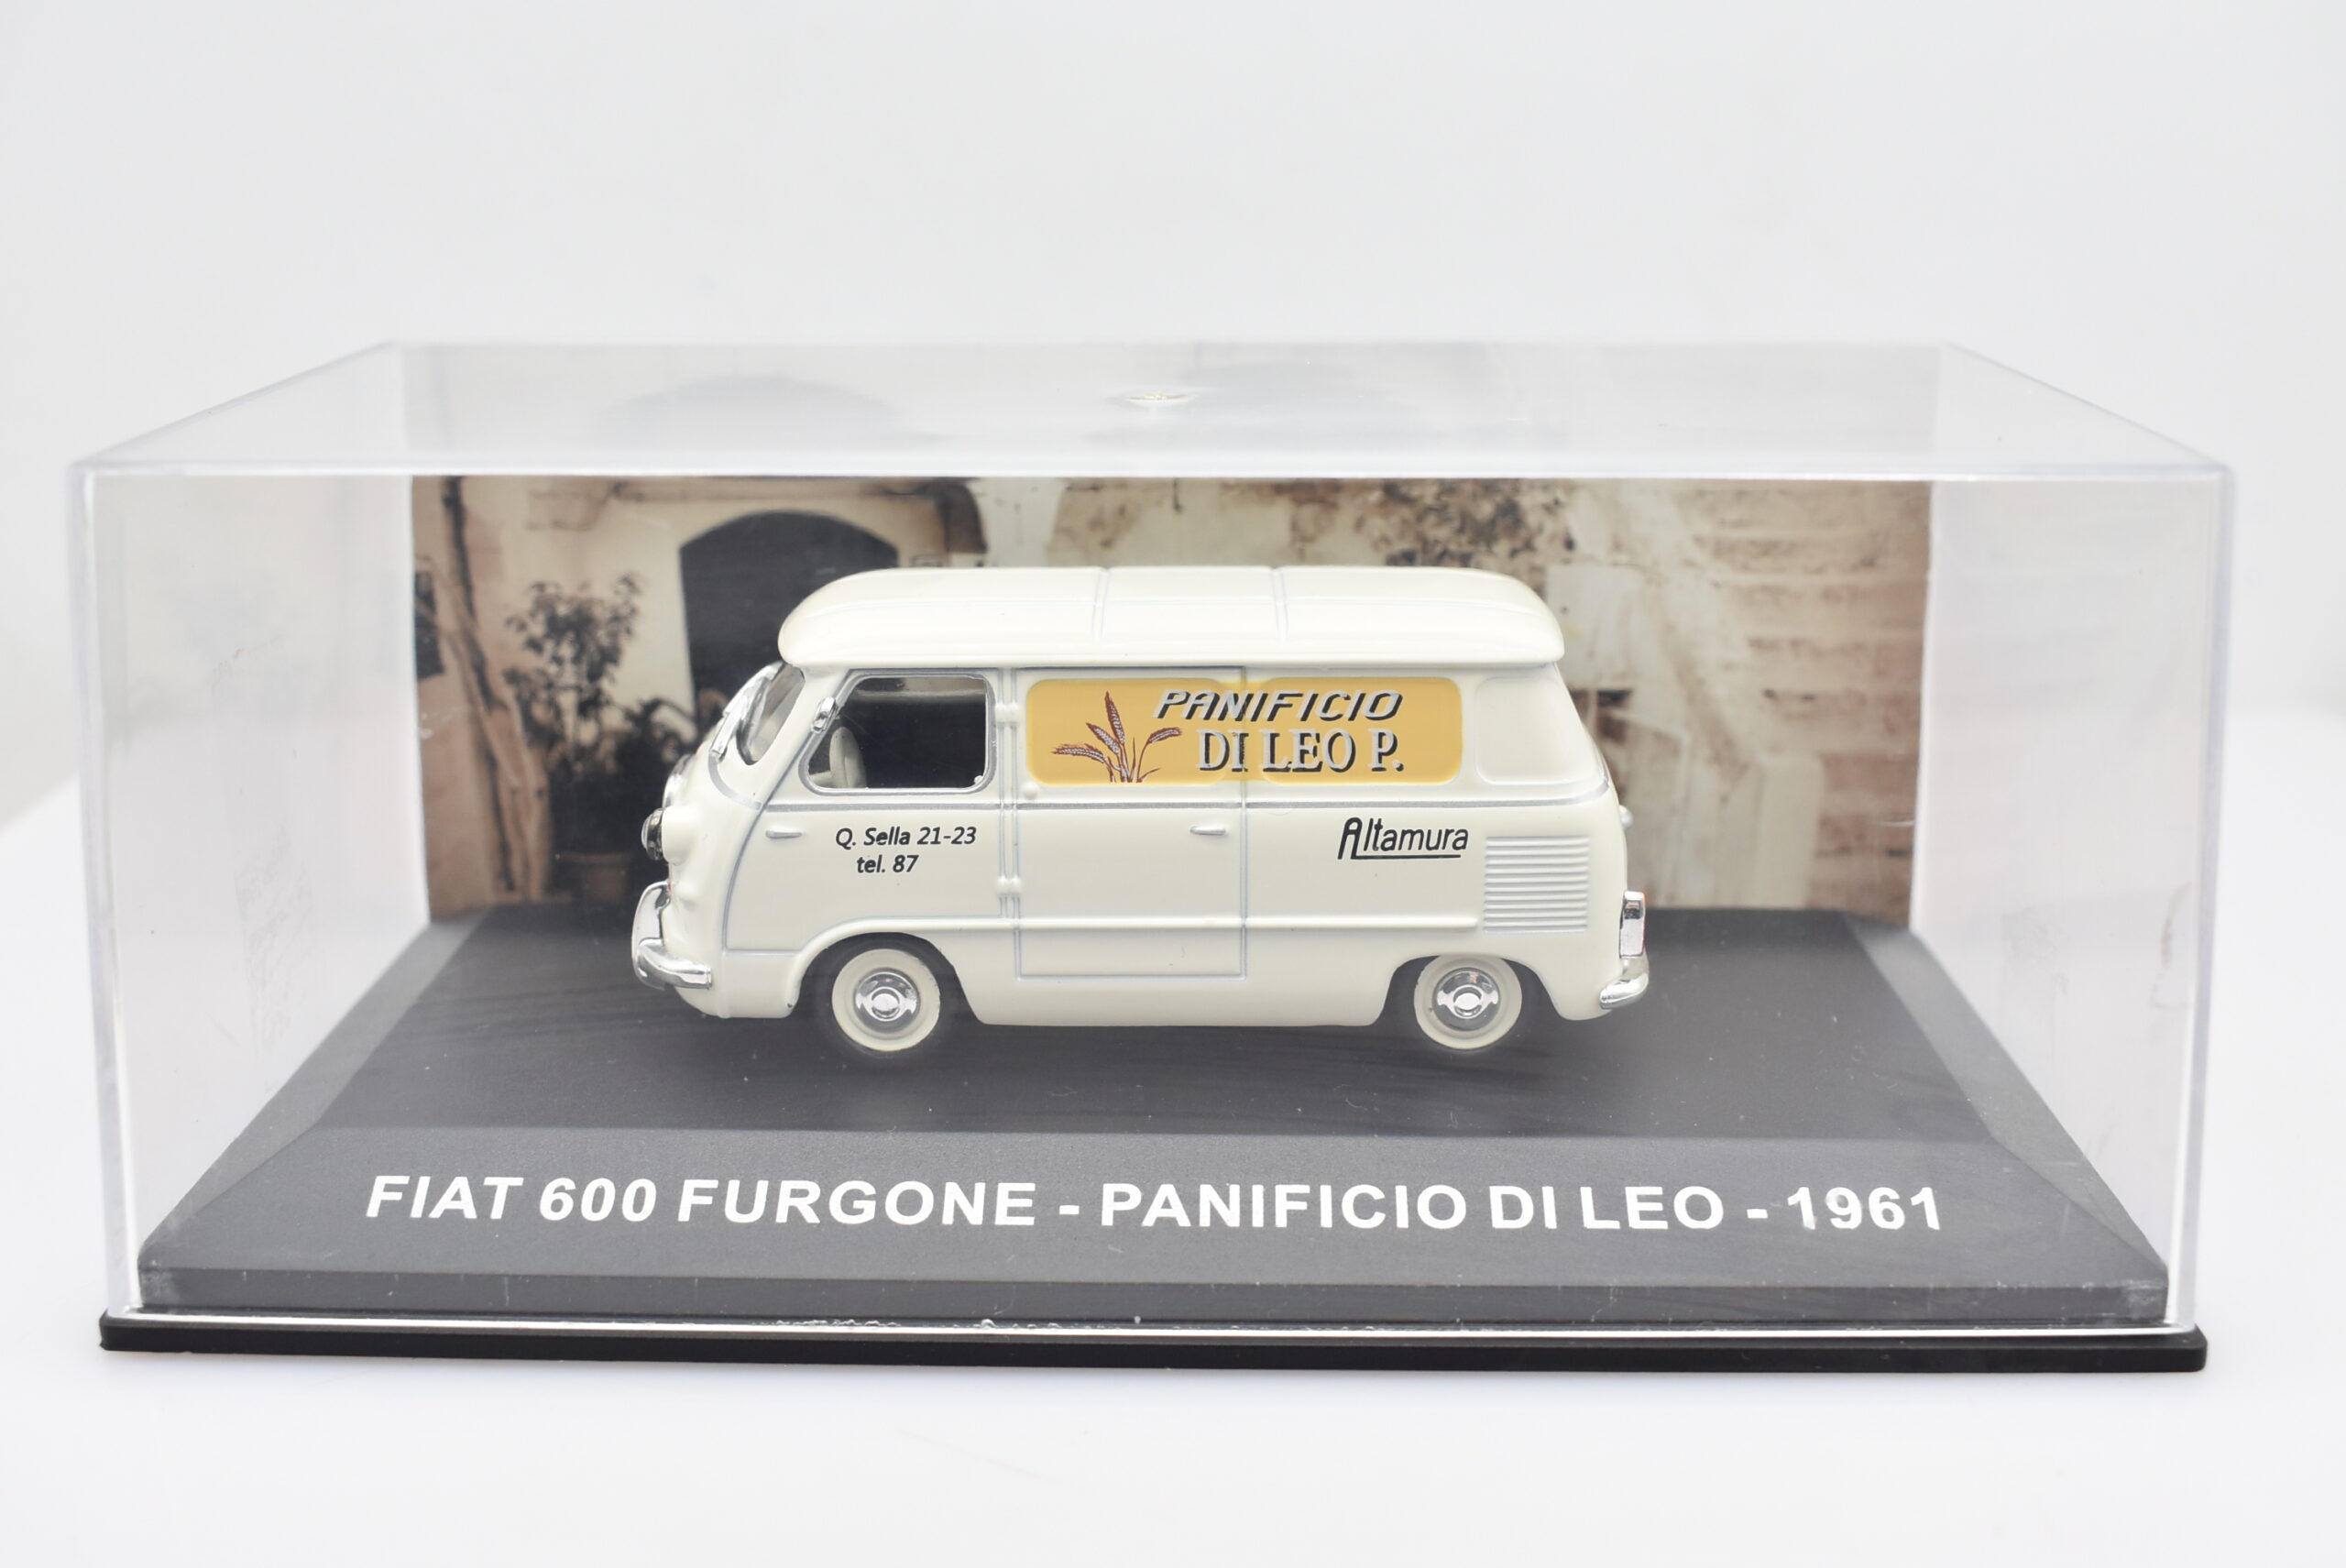 PANIFICIO
DI LEO P.
Q. Sella 21-23
tel. 87
Altamura
FIAT 600 FURGONE - PANIFICIO DI LEO - 1961